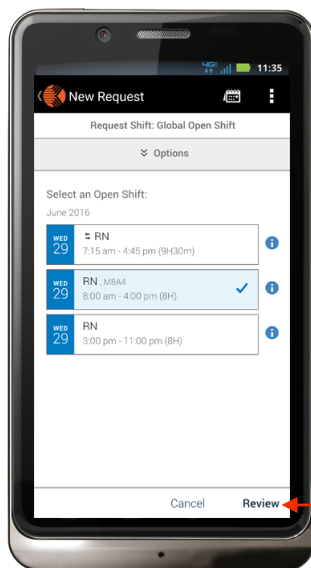 4G 11:35
New Request
Request Shift: Global Open Shift
Options
Select an Open Shift:
June 2016
WED
29
RN
7:15 am - 4:45 pm (9H30m)
WED
29
RN , M8A4
8:00 am - 4:00 pm (8H)
WED
29
RN
3:00 pm - 11:00 pm (8H)
Cancel Review